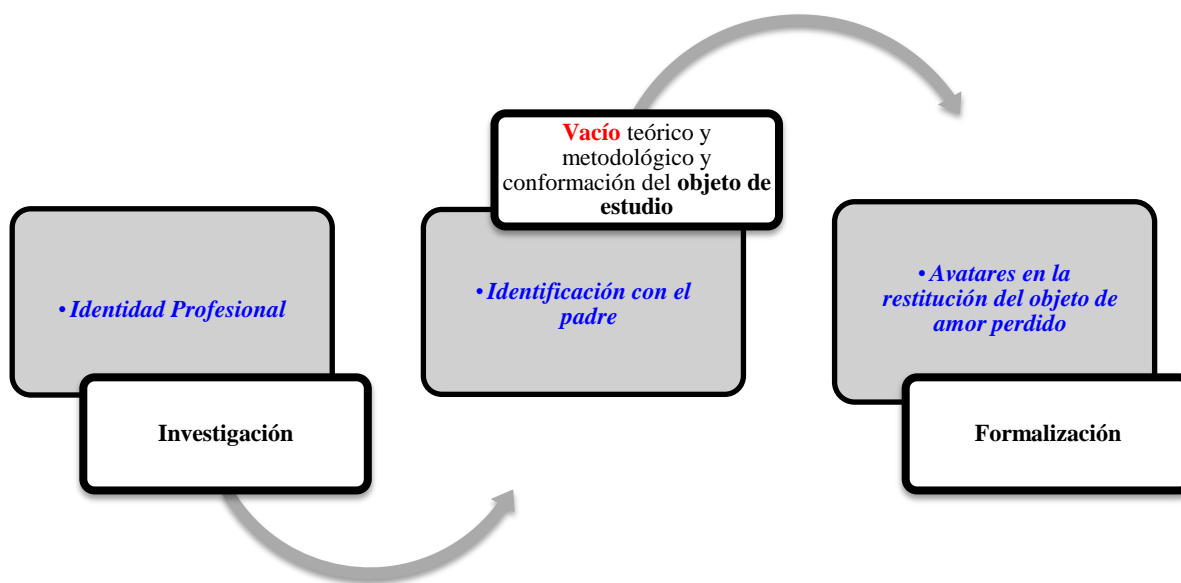 • Identidad Profesional
Investigación
Vacío teórico y
metodológico y
conformación del objeto de
estudio
• Identificación con el
padre
• Avatares en la
restitución del objeto de
amor perdido
Formalización